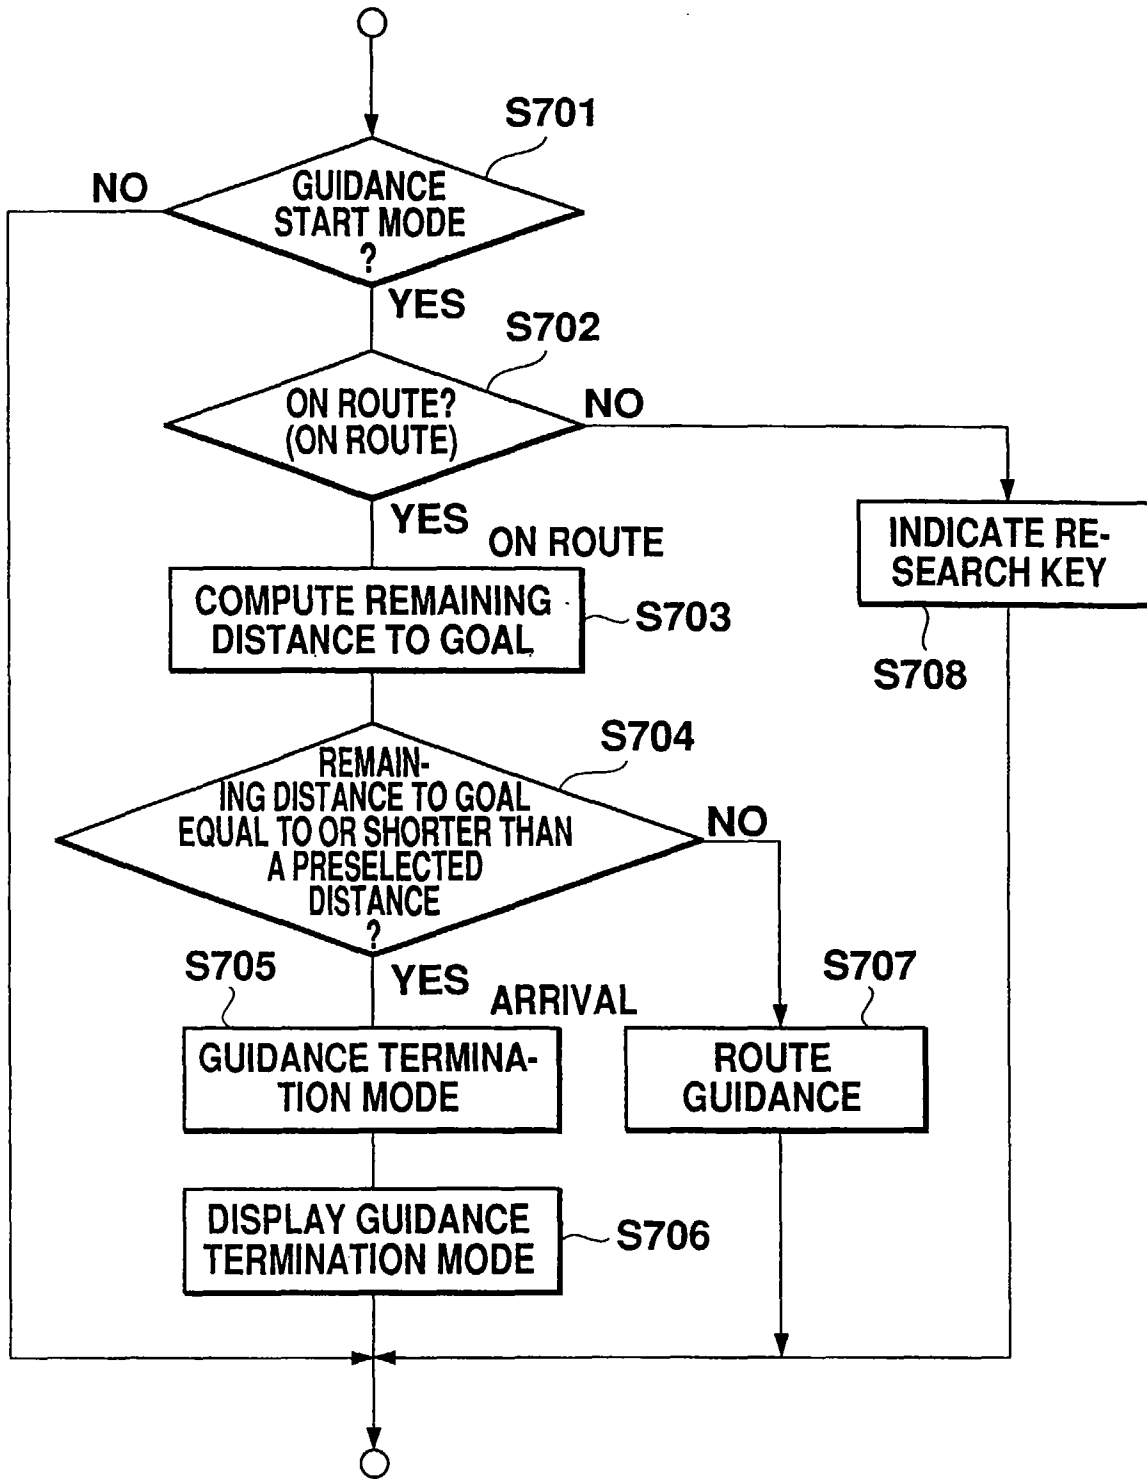 S701
NO
GUIDANCE
START MODE
?
YES
S702
ON ROUTE?
(ON ROUTE)
NO
YES
ON ROUTE
INDICATE RE-
SEARCH KEY
S708
COMPUTE REMAINING
DISTANCE TO GOAL
S703
S704
REMAIN-
ING DISTANCE TO GOAL
EQUAL TO OR SHORTER THAN
A PRESELECTED
DISTANCE
?
NO
YES
S705
ARRIVAL
S707
GUIDANCE TERMINA-
TION MODE
ROUTE
GUIDANCE
DISPLAY GUIDANCE
TERMINATION MODE
S706